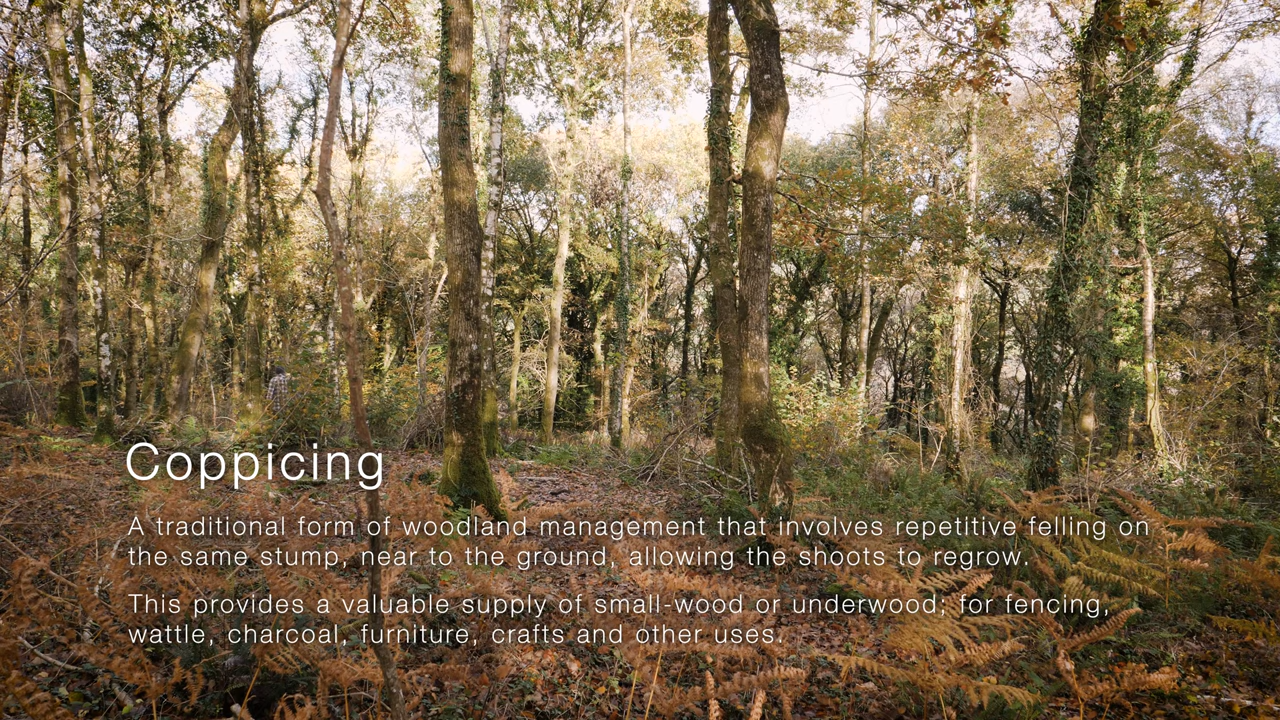 Coppicing
A traditional form of woodland management that involves repetitive felling on
the same stump, near to the ground, allowing the shoots to regrow.
This provides a valuable supply of small-wood or underwood; for fencing,
wattle, charcoal, furniture, crafts and other uses.